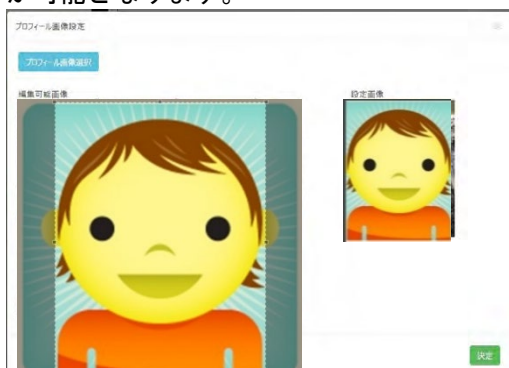 が可能となります。
プロフィール画像設定
プロフィール画像選択
編集可能画像
設定画像
決定